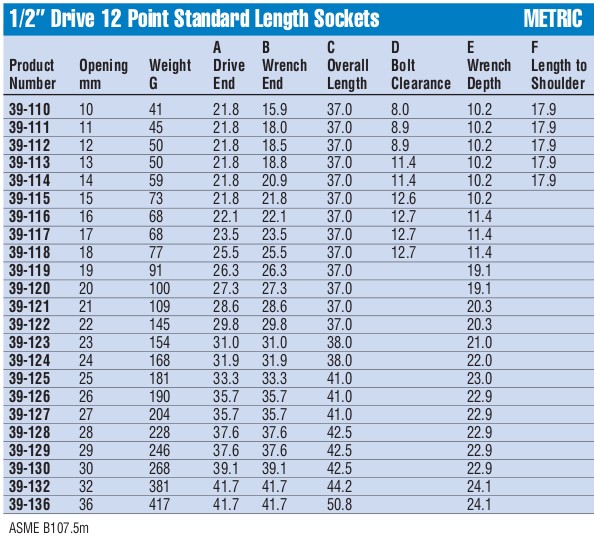 1/2″ Drive 12 Point Standard Length Sockets METRIC
A B C D E F
Drive Wrench Overall Bolt Wrench Length to
Product Opening Weight
Number mm G End End Length Clearance Depth Shoulder
39-110 10 41 21.8 15.9 37.0 8.0 10.2 17.9
39-111 11 45 21.8 18.0 37.0 8.9 10.2 17.9
39-112 12 50 21.8 18.5 37.0 8.9 10.2 17.9
39-113 13 50 21.8 18.8 37.0 11.4 10.2 17.9
39-114 14 59 21.8 20.9 37.0 11.4 10.2 17.9
39-115 15 73 21.8 21.8 37.0 12.6 10.2
39-116 16 68 22.1 22.1 37.0 12.7 11.4
39-117 17 68 23.5 23.5 37.0 12.7 11.4
39-118 18 77 25.5 25.5 37.0 12.7 11.4
39-119 19 91 26.3 26.3 37.0 19.1
39-120 20 100 27.3 27.3 37.0 19.1
39-121 21 109 28.6 28.6 37.0 20.3
39-122 22 145 29.8 29.8 37.0 20.3
39-123 23 154 31.0 31.0 38.0 21.0
39-124 24 168 31.9 31.9 38.0 22.0
39-125 25 181 33.3 33.3 41.0 23.0
39-126 26 190 35.7 35.7 41.0 22.9
39-127 27 204 35.7 35.7 41.0 22.9
39-128 28 228 37.6 37.6 42.5 22.9
39-129 29 246 37.6 37.6 42.5 22.9
39-130 30 268 39.1 39.1 42.5 22.9
39-132 32 381 41.7 41.7 44.2 24.1
39-136 36 417 41.7 41.7 50.8 24.1
ASME B107.5m